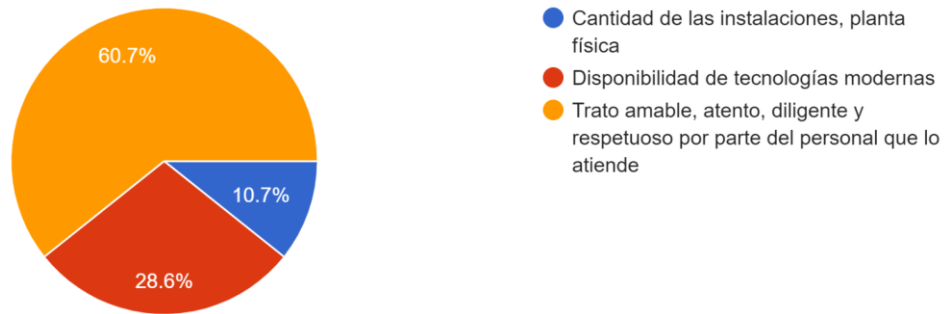 60.7%
10.7%
28.6%
Cantidad de las instalaciones, planta
física
Disponibilidad de tecnologías modernas
Trato amable, atento, diligente y
respetuoso por parte del personal que lo
atiende